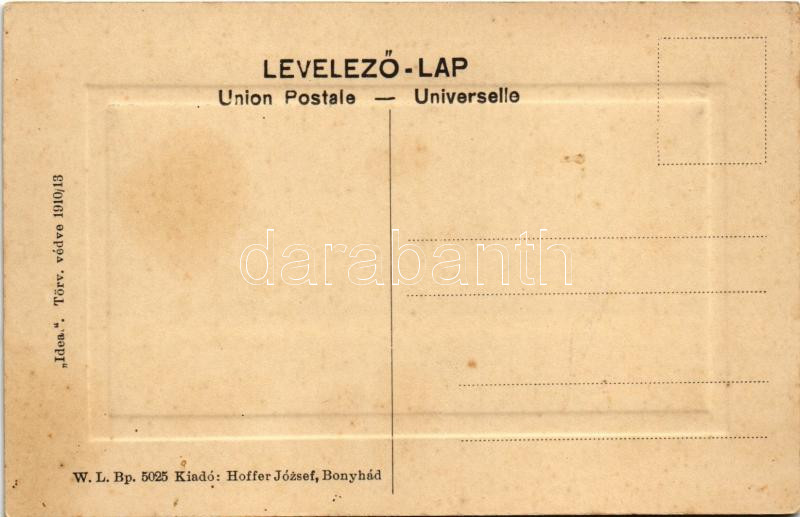 LEVELEZŐ-LAP
Union Postale — Universelle
„Idea.“. Törv. védve 1910/13
darabanth
W. L. Bp. 5025 Kiadó: Hoffer József, Bonyhád